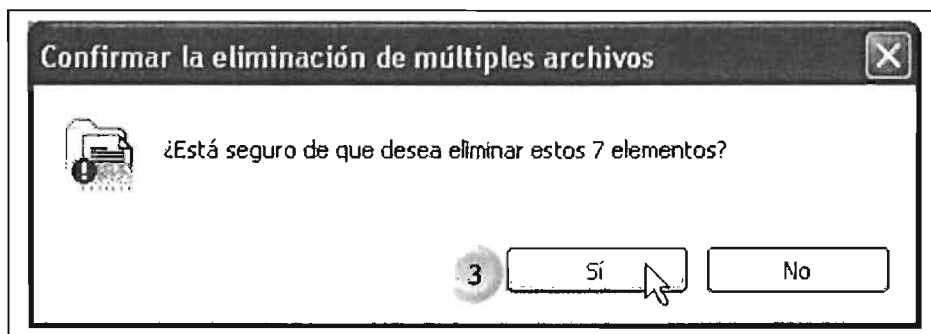 Confirmar la eliminación de múltiples archivos
¿Está seguro de que desea eliminar estos 7 elementos?
3 Sí No